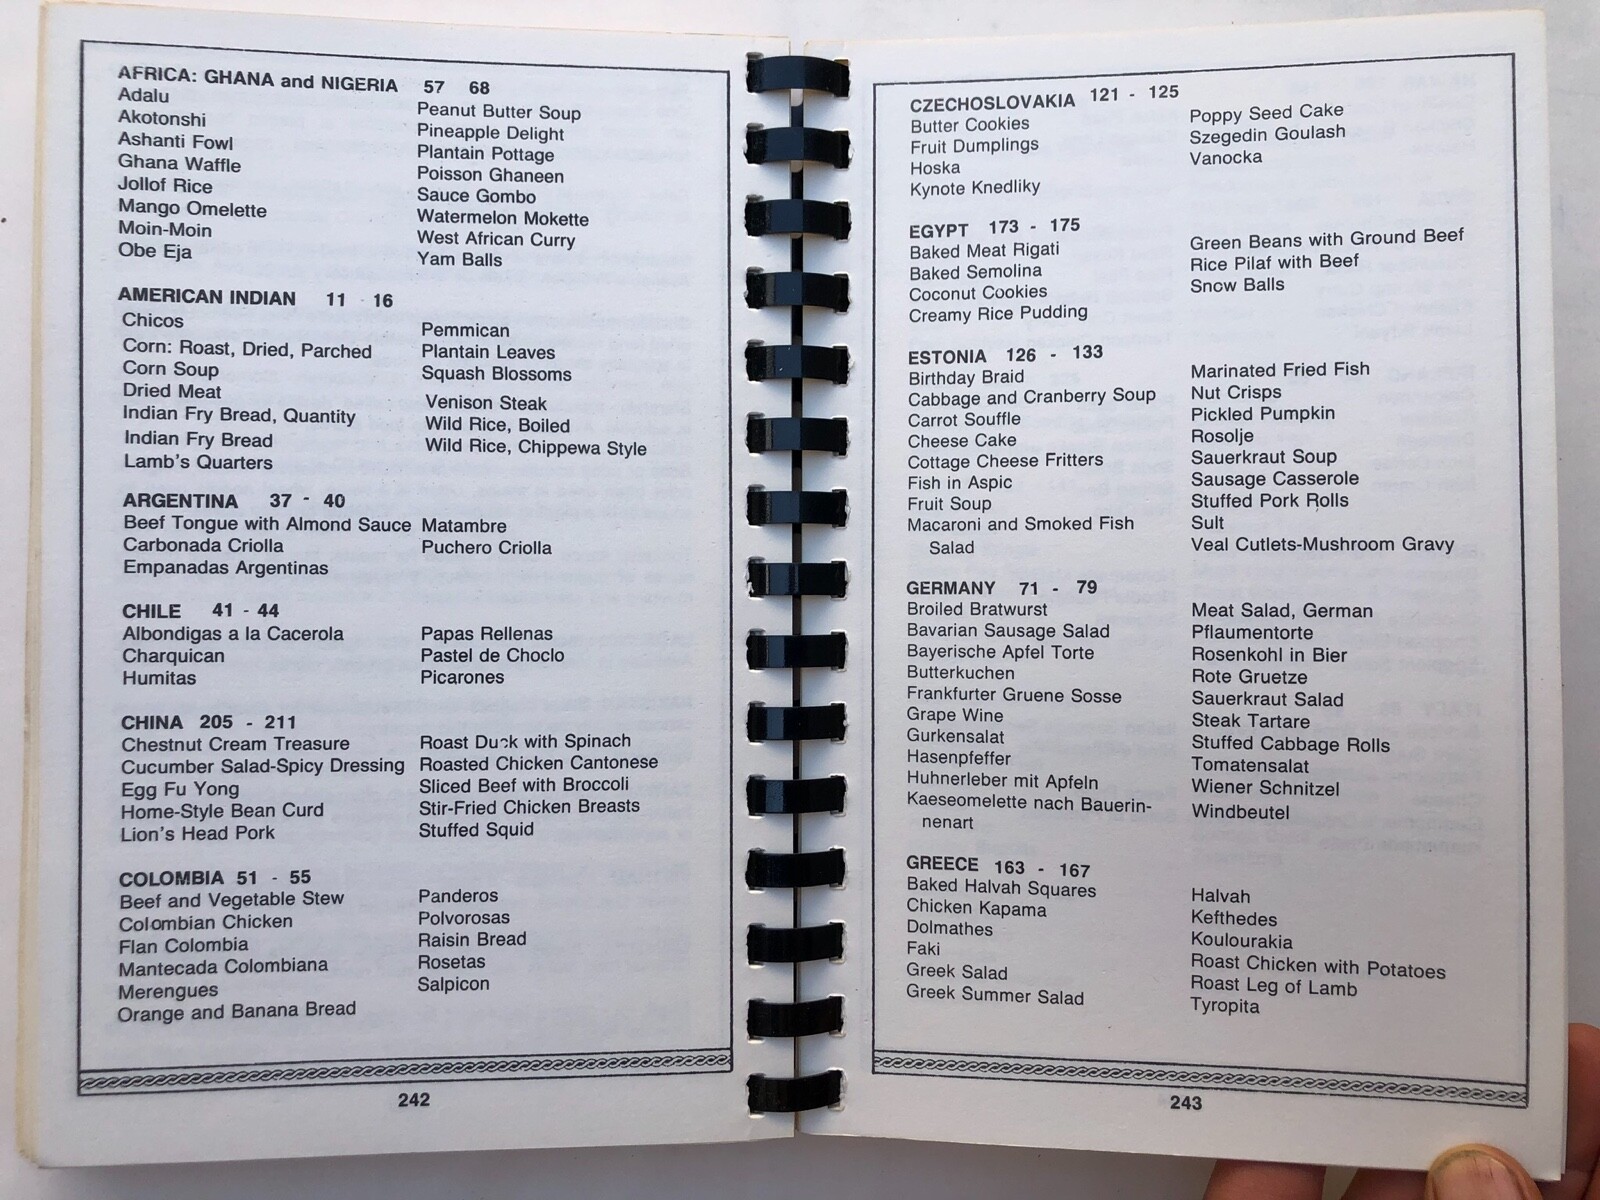 AFRICA: GHANA and NIGERIA 57 68
Adalu
Akotonshi
Ashanti Fowl
Ghana Waffle
Jollof Rice
Mango Omelette
Moin-Moin
Obe Eja
Peanut Butter Soup
Pineapple Delight
Plantain Pottage
Poisson Ghaneen
Sauce Gombo
Watermelon Mokette
West African Curry
Yam Balls
AMERICAN INDIAN 11 - 16
Chicos
Corn: Roast, Dried, Parched
Corn Soup
Dried Meat
Indian Fry Bread, Quantity
Indian Fry Bread
Lamb's Quarters
Pemmican
Plantain Leaves
Squash Blossoms
Venison Steak
Wild Rice, Boiled
Wild Rice, Chippewa Style
ARGENTINA 37 - 40
Beef Tongue with Almond Sauce
Carbonada Criolla
Empanadas Argentinas
Matambre
Puchero Criolla
CHILE 41 - 44
Albondigas a la Cacerola
Charquican
Humitas
Papas Rellenas
Pastel de Choclo
Picarones
CHINA 205 - 211
Chestnut Cream Treasure
Cucumber Salad-Spicy Dressing
Egg Fu Yong
Home-Style Bean Curd
Lion's Head Pork
Roast Duck with Spinach
Roasted Chicken Cantonese
Sliced Beef with Broccoli
Stir-Fried Chicken Breasts
Stuffed Squid
COLOMBIA 51 - 55
Beef and Vegetable Stew
Colombian Chicken
Flan Colombia
Mantecada Colombiana
Merengues
Orange and Banana Bread
Panderos
Polvorosas
Raisin Bread
Rosetas
Salpicon
242
CZECHOSLOVAKIA 121 - 125
Butter Cookies
Fruit Dumplings
Hoska
Kynote Knedliky
Poppy Seed Cake
Szegedin Goulash
Vanocka
EGYPT 173 - 175
Baked Meat Rigati
Baked Semolina
Coconut Cookies
Creamy Rice Pudding
Green Beans with Ground Beef
Rice Pilaf with Beef
Snow Balls
ESTONIA 126 - 133
Birthday Braid
Cabbage and Cranberry Soup
Carrot Souffle
Cheese Cake
Cottage Cheese Fritters
Fish in Aspic
Fruit Soup
Macaroni and Smoked Fish
Salad
Marinated Fried Fish
Nut Crisps
Pickled Pumpkin
Rosolje
Sauerkraut Soup
Sausage Casserole
Stuffed Pork Rolls
Sult
Veal Cutlets-Mushroom Gravy
GERMANY 71 - 79
Broiled Bratwurst
Bavarian Sausage Salad
Bayerische Apfel Torte
Butterkuchen
Frankfurter Gruene Sosse
Grape Wine
Gurkensalat
Hasenpfeffer
Huhnerleber mit Apfeln
Kaeseomelette nach Bauerin-
nenart
Meat Salad, German
Pflaumentorte
Rosenkohl in Bier
Rote Gruetze
Sauerkraut Salad
Steak Tartare
Stuffed Cabbage Rolls
Tomatensalat
Wiener Schnitzel
Windbeutel
GREECE 163 - 167
Baked Halvah Squares
Chicken Kapama
Dolmathes
Faki
Greek Salad
Greek Summer Salad
Halvah
Kefthedes
Koulourakia
Roast Chicken with Potatoes
Roast Leg of Lamb
Tyropita
243